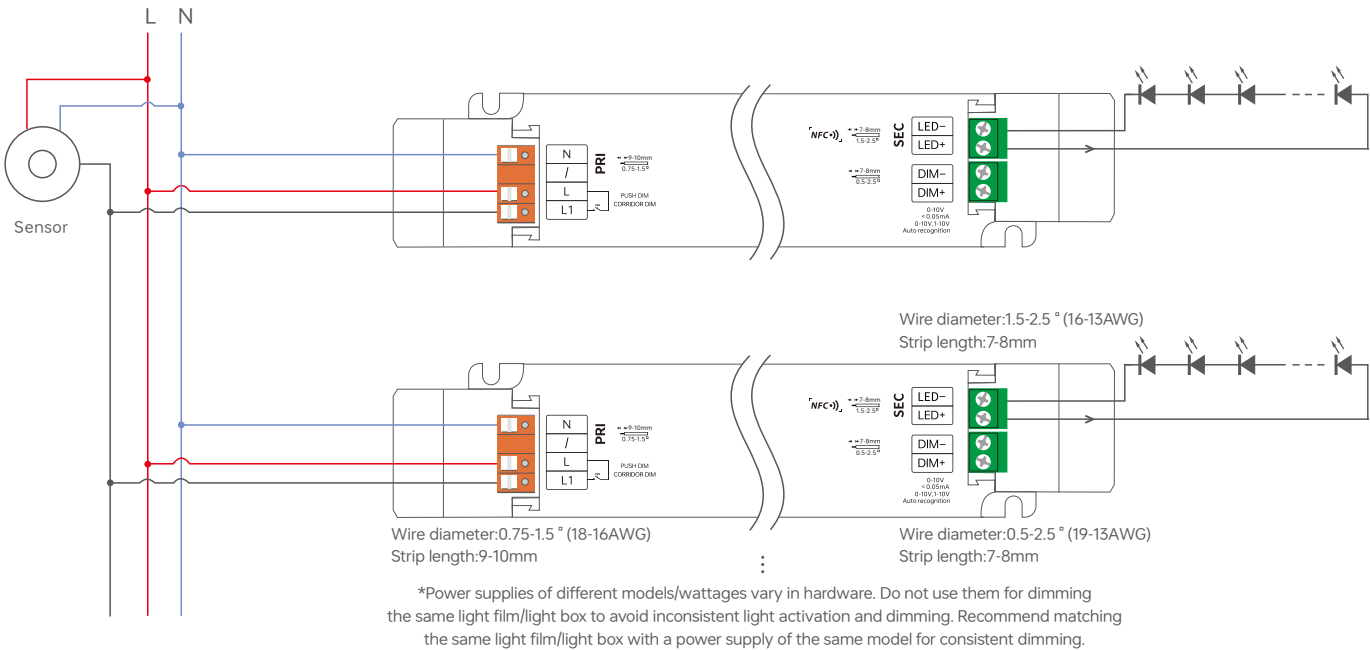 L N
Sensor
N
/
L
L1
PRI
9-10mm
0.75-1.5□
PUSH DIM
CORRIDOR DIM
NFC
7-8mm
1.5-2.5□
SEC
LED-
LED+
7-8mm
0.5-2.5□
DIM-
DIM+
0-10V
<0.05mA
0-10V,1-10V
Auto recognition
Wire diameter:1.5-2.5 □ (16-13AWG)
Strip length:7-8mm
N
/
L
L1
PRI
9-10mm
0.75-1.5□
PUSH DIM
CORRIDOR DIM
NFC
7-8mm
1.5-2.5□
SEC
LED-
LED+
7-8mm
0.5-2.5□
DIM-
DIM+
0-10V
<0.05mA
0-10V,1-10V
Auto recognition
Wire diameter:0.75-1.5 □ (18-16AWG)
Strip length:9-10mm
Wire diameter:0.5-2.5 □ (19-13AWG)
Strip length:7-8mm
*Power supplies of different models/wattages vary in hardware. Do not use them for dimming
the same light film/light box to avoid inconsistent light activation and dimming. Recommend matching
the same light film/light box with a power supply of the same model for consistent dimming.